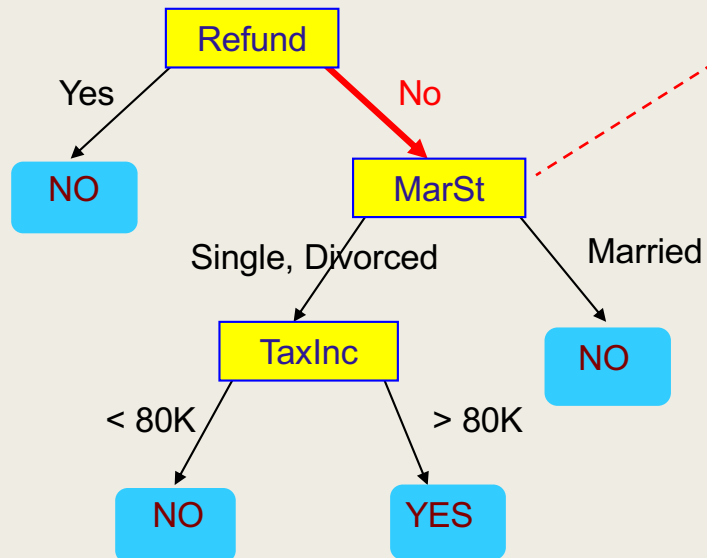 Refund
Yes
No
NO
MarSt
Single, Divorced
Married
TaxInc
NO
< 80K
> 80K
NO
YES